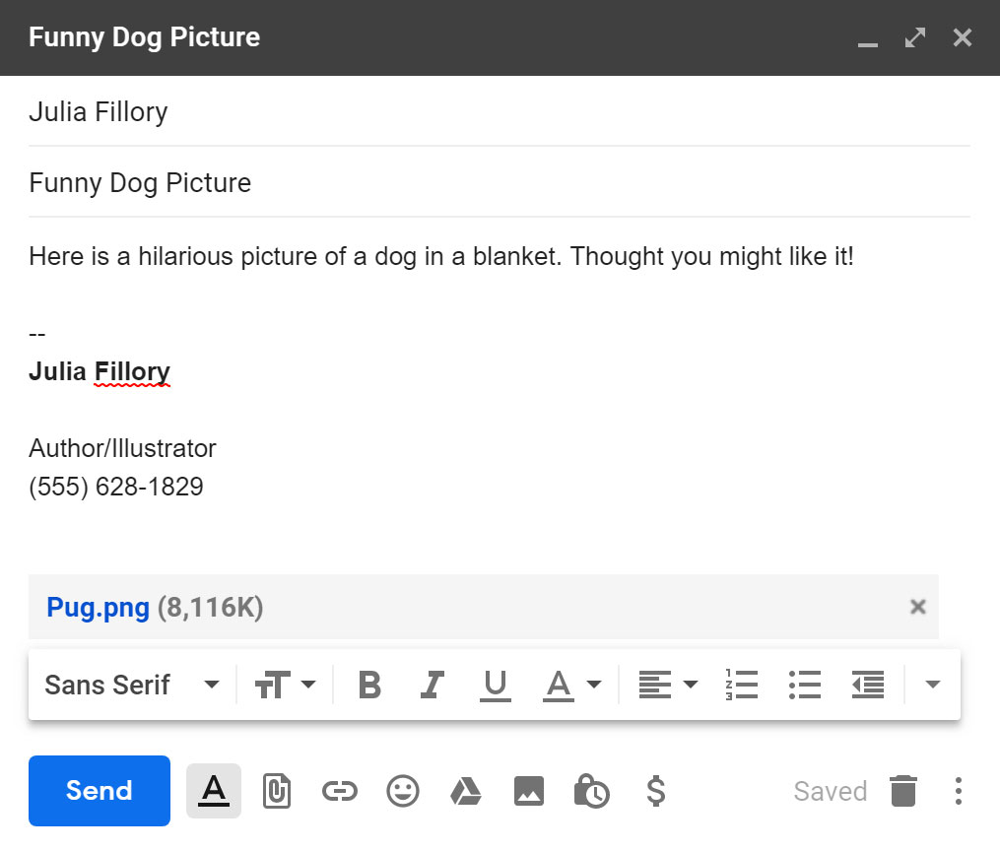 Funny Dog Picture
Julia Fillory
Funny Dog Picture
Here is a hilarious picture of a dog in a blanket. Thought you might like it!
--
Julia Fillory
Author/Illustrator
(555) 628-1829
Pug.png (8,116K)
Sans Serif
Send
Saved